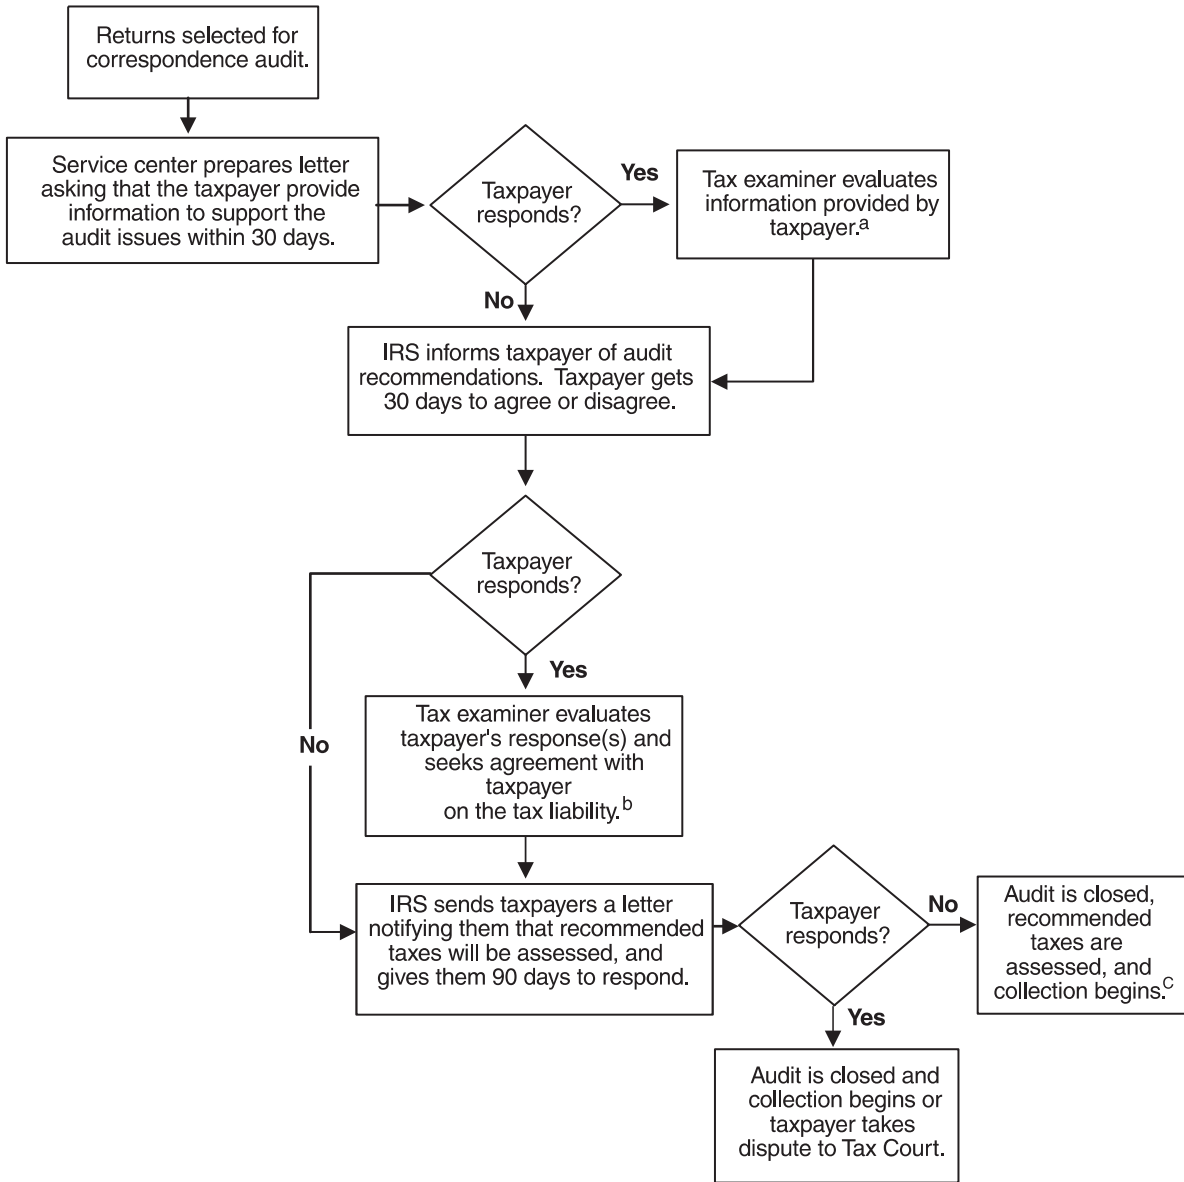 Returns selected for
correspondence audit.
Service center prepares letter
asking that the taxpayer provide
information to support the
audit issues within 30 days.
Taxpayer
responds?
Yes
Tax examiner evaluates
information provided by
taxpayer.a
No
IRS informs taxpayer of audit
recommendations. Taxpayer gets
30 days to agree or disagree.
Taxpayer
responds?
Yes
No
Tax examiner evaluates
taxpayer's response(s) and
seeks agreement with
taxpayer
on the tax liability.b
IRS sends taxpayers a letter
notifying them that recommended
taxes will be assessed, and
gives them 90 days to respond.
Taxpayer
responds?
No
Audit is closed,
recommended
taxes are
assessed, and
collection begins.C
Yes
Audit is closed and
collection begins or
taxpayer takes
dispute to Tax Court.